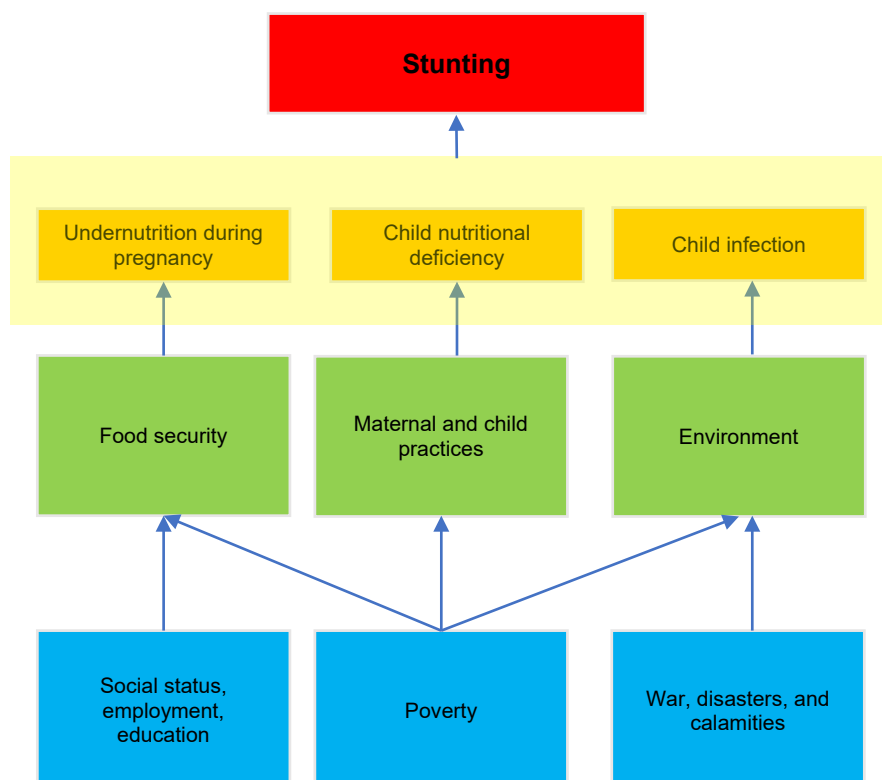 Stunting
Undernutrition during
pregnancy
Child nutritional
deficiency
Child infection
Food security
Maternal and child
practices
Environment
Social status,
employment,
education
Poverty
War, disasters, and
calamities